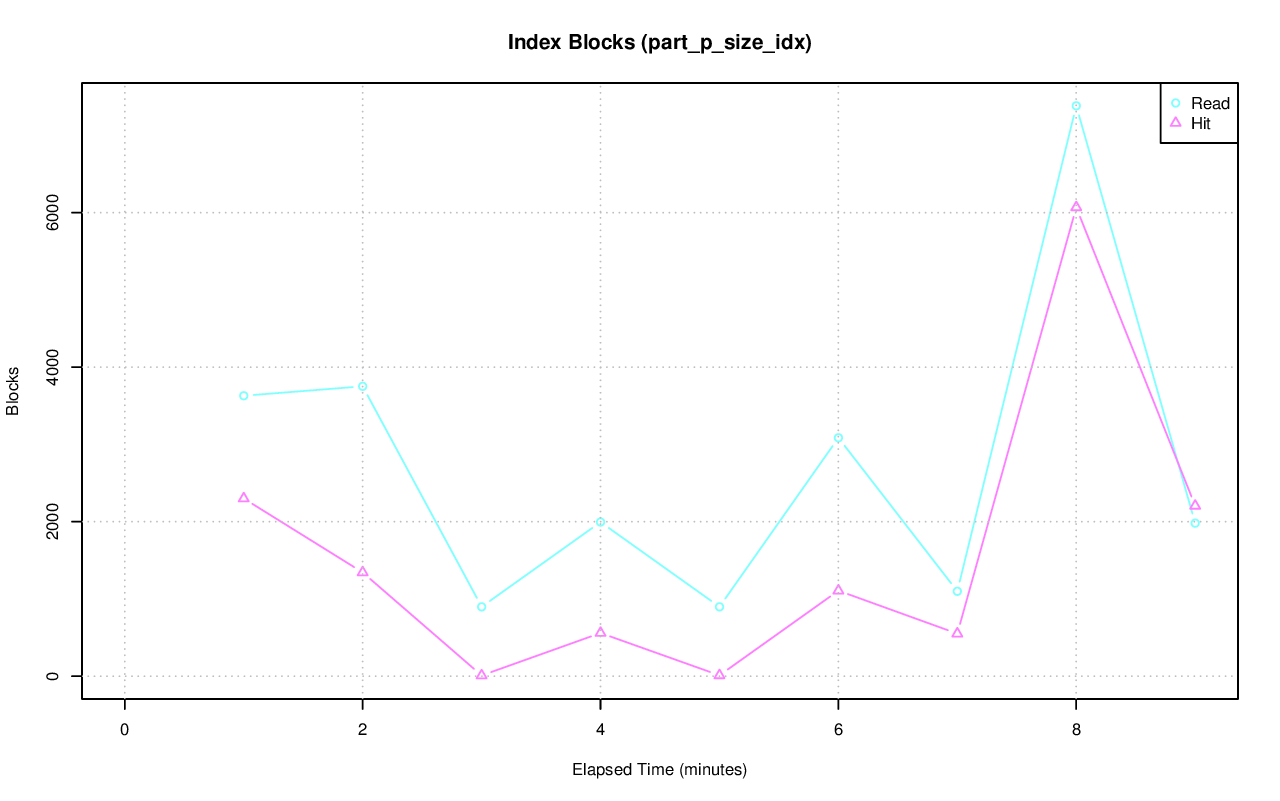 Index Blocks (part_p_size_idx)
Read
Hit
6000
4000
2000
0
Blocks
0 2 4 6 8
Elapsed Time (minutes)